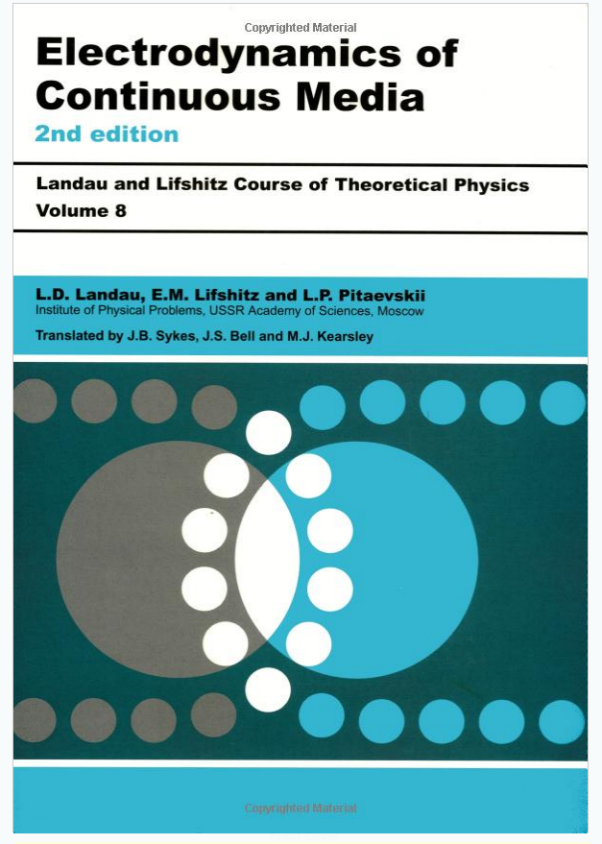 Copyrighted Material
Electrodynamics of
Continuous Media
2nd edition
Landau and Lifshitz Course of Theoretical Physics
Volume 8
L.D. Landau, E.M. Lifshitz and L.P. Pitaevskii
Institute of Physical Problems, USSR Academy of Sciences, Moscow
Translated by J.B. Sykes, J.S. Bell and M.J. Kearsley
Copyrighted Material